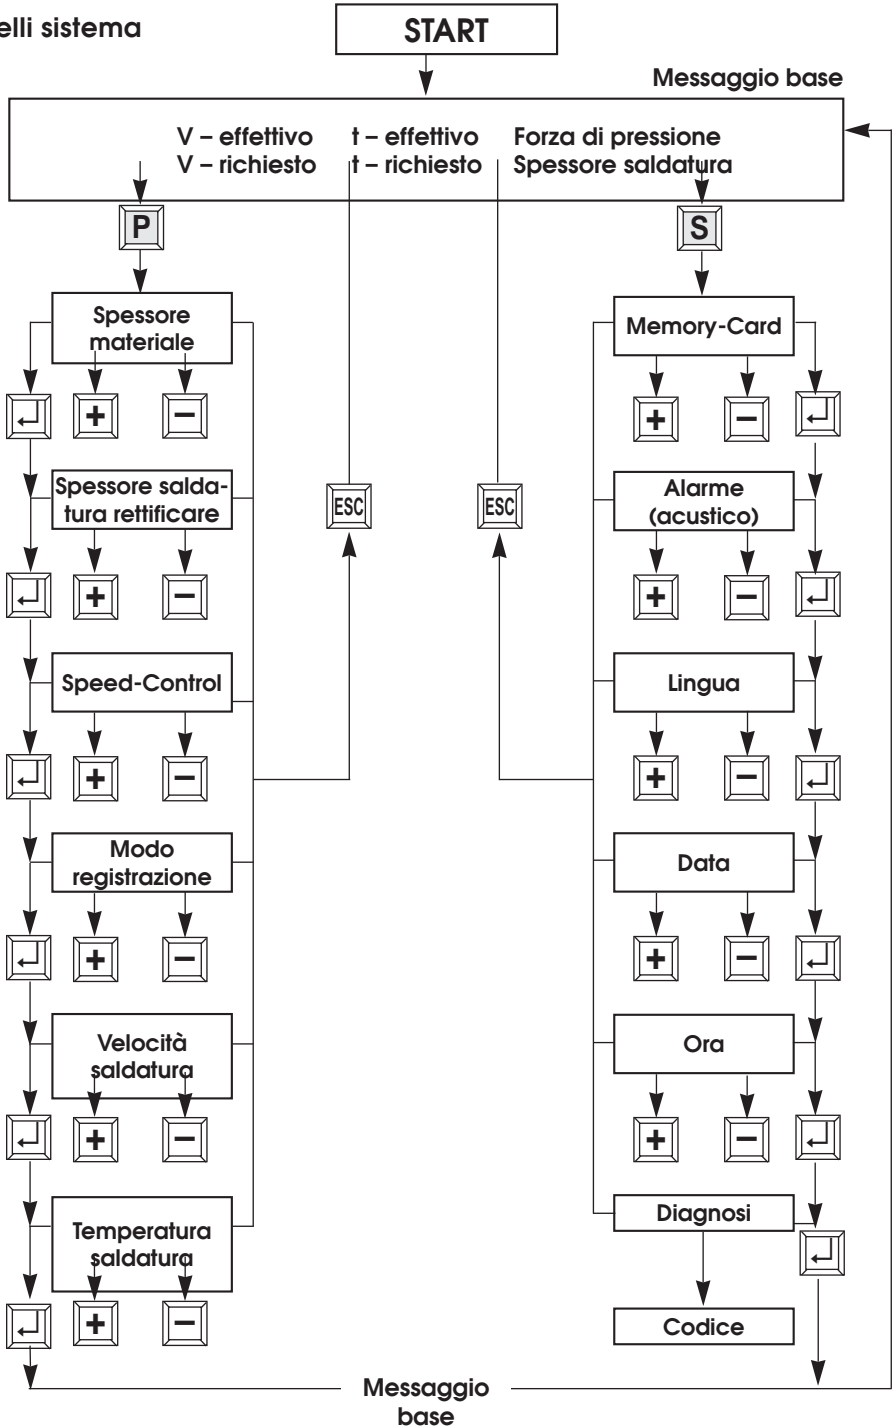 elli sistema
START
Messaggio base
V – effettivo t – effettivo Forza di pressione
V – richiesto t – richiesto Spessore saldatura
P
S
Spessore
materiale
+ –
Spessore salda-
tura rettificare
+ –
Speed-Control
+ –
Modo
registrazione
+ –
Velocità
saldatura
+ –
Temperatura
saldatura
+ –
ESC
ESC
Memory-Card
+ –
Alarme
(acustico)
+ –
Lingua
+ –
Data
+ –
Ora
+ –
Diagnosi
Codice
Messaggio
base